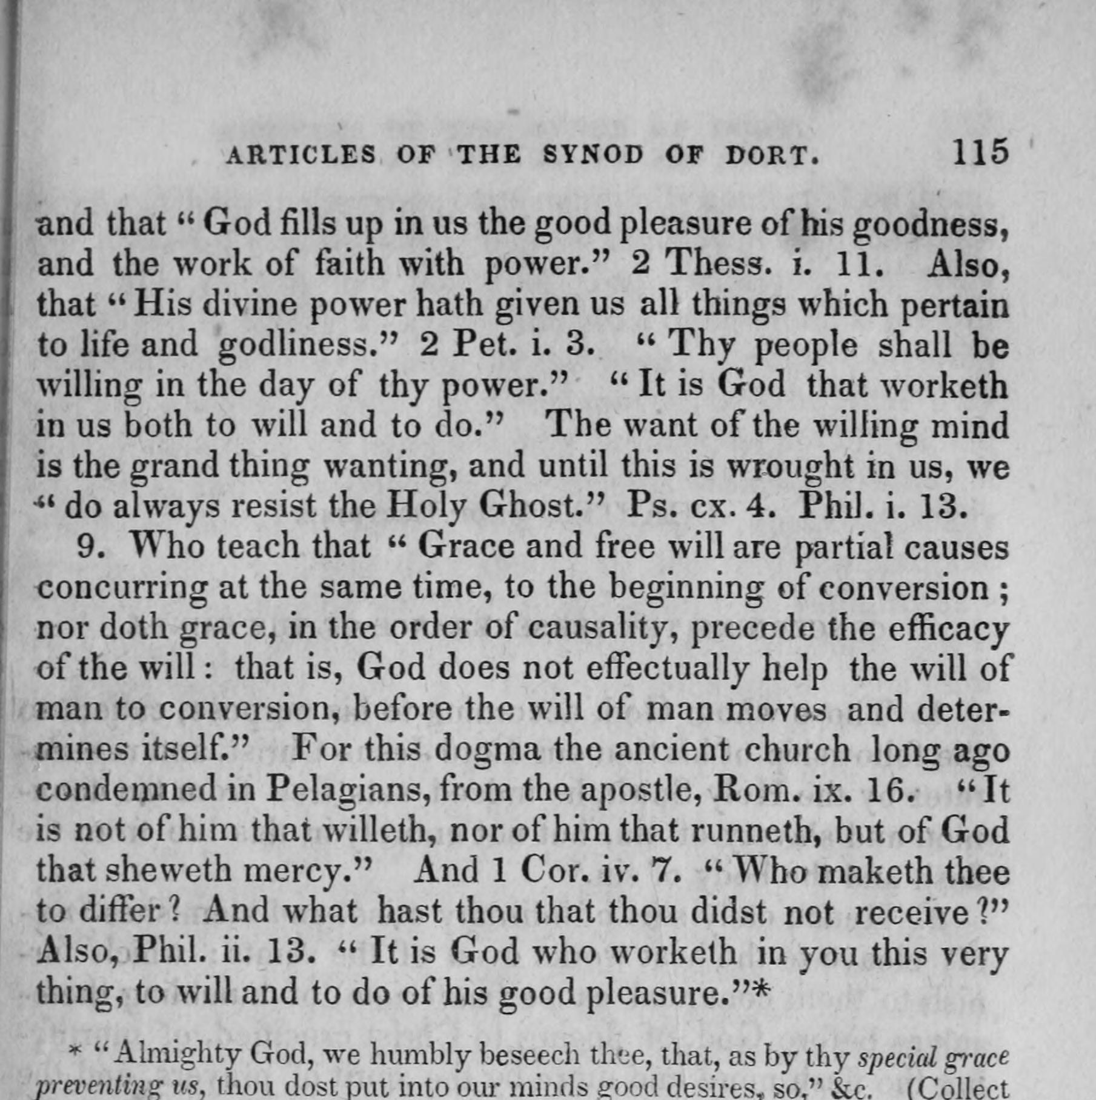 ARTICLES OF THE SYNOD OF DORT. 115
and that “ God fills up in us the good pleasure of his goodness,
and the work of faith with power.” 2 Thess. i. 11. Also,
that “ His divine power hath given us all things which pertain
to life and godliness.” 2 Pet. i. 3. “ Thy people shall be
willing in the day of thy power.” “ It is God that worketh
in us both to will and to do.” The want of the willing mind
is the grand thing wanting, and until this is wrought in us, we
“ do always resist the Holy Ghost.” Ps. cx. 4. Phil. i. 13.
9. Who teach that “ Grace and free will are partial causes
concurring at the same time, to the beginning of conversion ;
nor doth grace, in the order of causality, precede the efficacy
of the will : that is, God does not effectually help the will of
man to conversion, before the will of man moves and deter-
mines itself.” For this dogma the ancient church long ago
condemned in Pelagians, from the apostle, Rom. ix. 16. “ It
is not of him that willeth, nor of him that runneth, but of God
that sheweth mercy.” And 1 Cor. iv. 7. “ Who maketh thee
to differ ? And what hast thou that thou didst not receive ?”
Also, Phil. ii. 13. “ It is God who worketh in you this very
thing, to will and to do of his good pleasure.”*
* “ Almighty God, we humbly beseech thee, that, as by thy special grace
preventing us, thou dost put into our minds good desires, so,” &c. (Collect